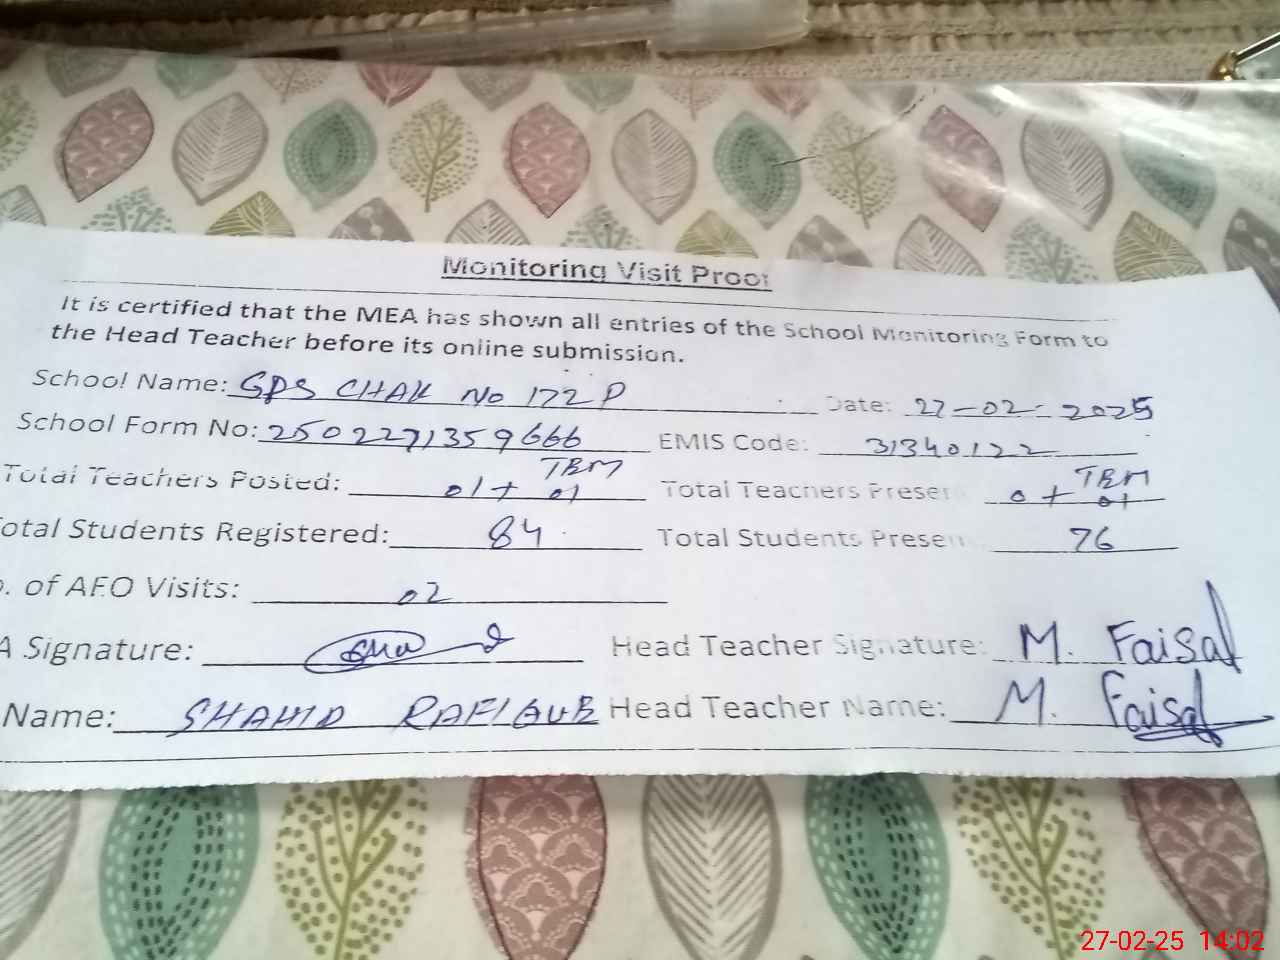 Monitoring Visit Proof
It is certified that the MEA has shown all entries of the School Monitoring Form to
the Head Teacher before its online submission.
School Name: GPS CHAK No 172 P Date: 27-02-2025
School Form No: 2502271359666 EMIS Code: 31340122
Total Teachers Posted: 01+ TBM 01 Total Teachers Presen 0 + TBM 01
otal Students Registered: 84 Total Students Presen 76
o. of AEO Visits: 02
A Signature: Head Teacher Signature: M. Faisal
Name: SHAHID RAFIQUE Head Teacher Name: M. Faisal
27-02-25 14:02